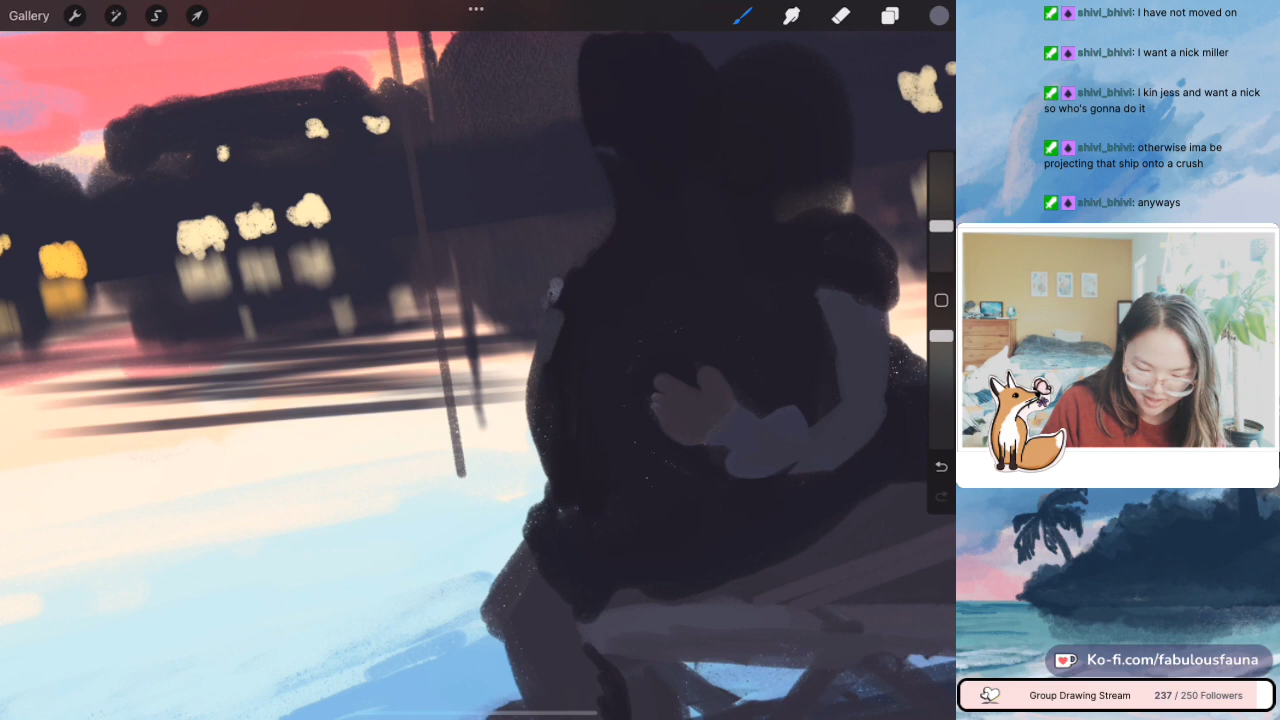 Gallery
shivi_bhivi: I have not moved on
shivi_bhivi: I want a nick miller
shivi_bhivi: I kin jess and want a nick
so who's gonna do it
shivi_bhivi: otherwise ima be
projecting that ship onto a crush
shivi_bhivi: anyways
Ko-fi.com/fabulousfauna
Group Drawing Stream 237 / 250 Followers